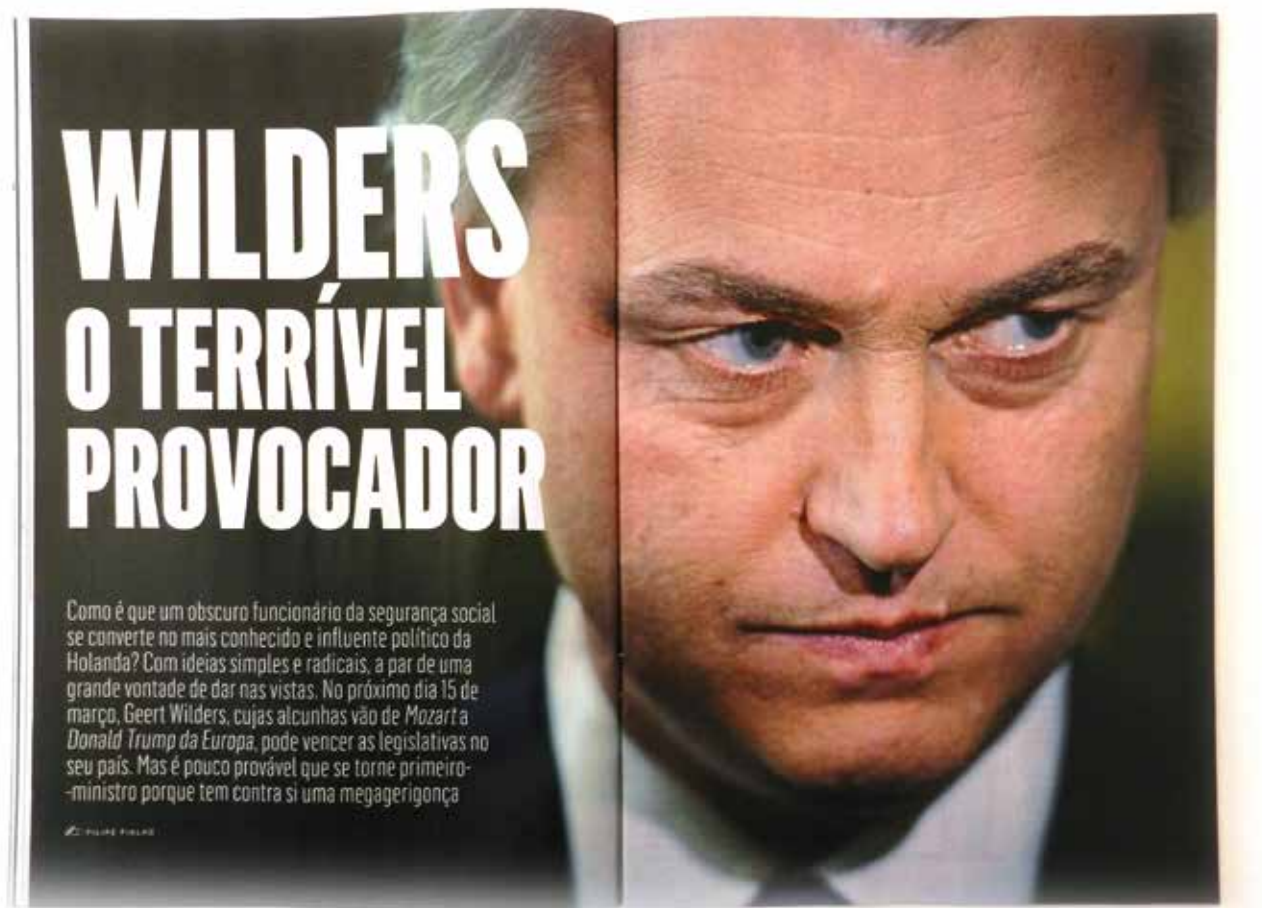 WILDERS
O TERRÍVEL
PROVOCADOR
Como é que um obscuro funcionário da segurança social
se converte no mais conhecido e influente político da
Holanda? Com ideias simples e radicais, a par de uma
grande vontade de dar nas vistas. No próximo dia 15 de
março, Geert Wilders, cujas alcunhas vão de Mozart a
Donald Trump da Europa, pode vencer as legislativas no
seu país. Mas é pouco provável que se torne primeiro-
-ministro porque tem contra si uma megagerigonça
FILIPE FIALHO